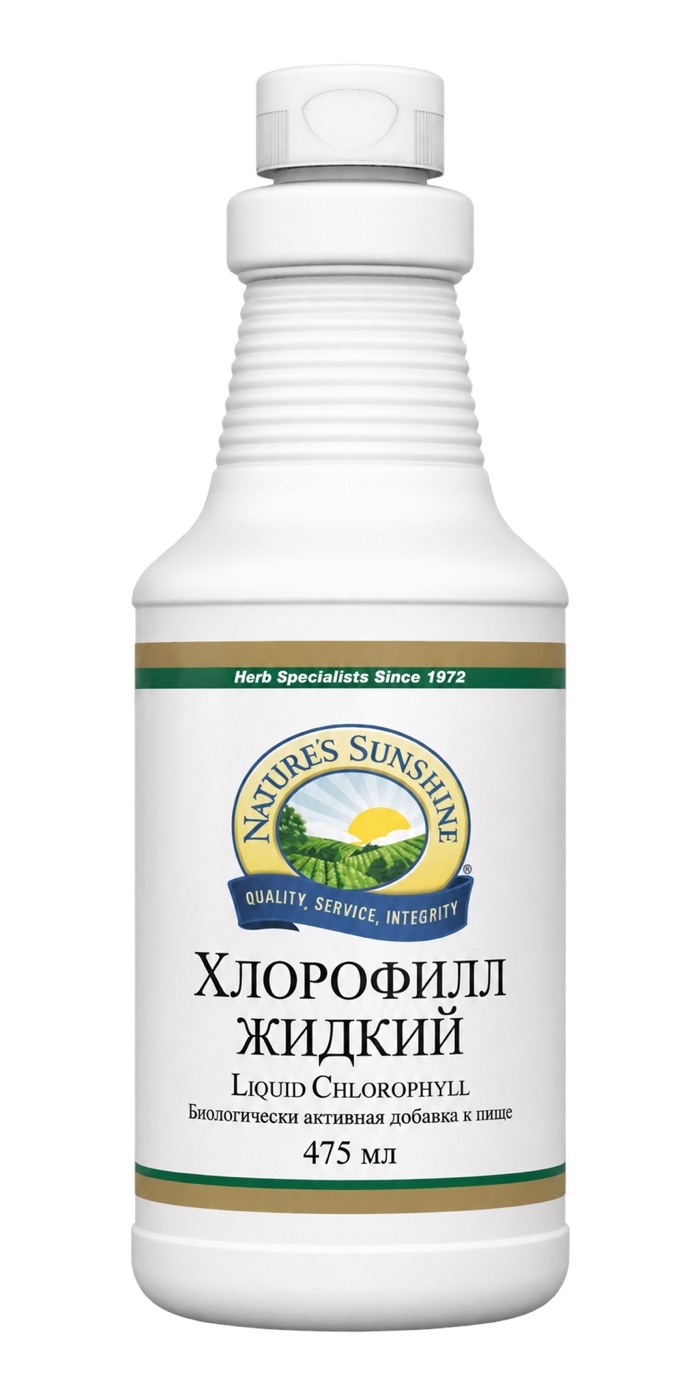 Herb Specialists Since 1972
NATURE'S SUNSHINE
®
QUALITY, SERVICE, INTEGRITY
ХЛОРОФИЛЛ
ЖИДКИЙ
LIQUID CHLOROPHYLL
Биологически активная добавка к пище
475 мл